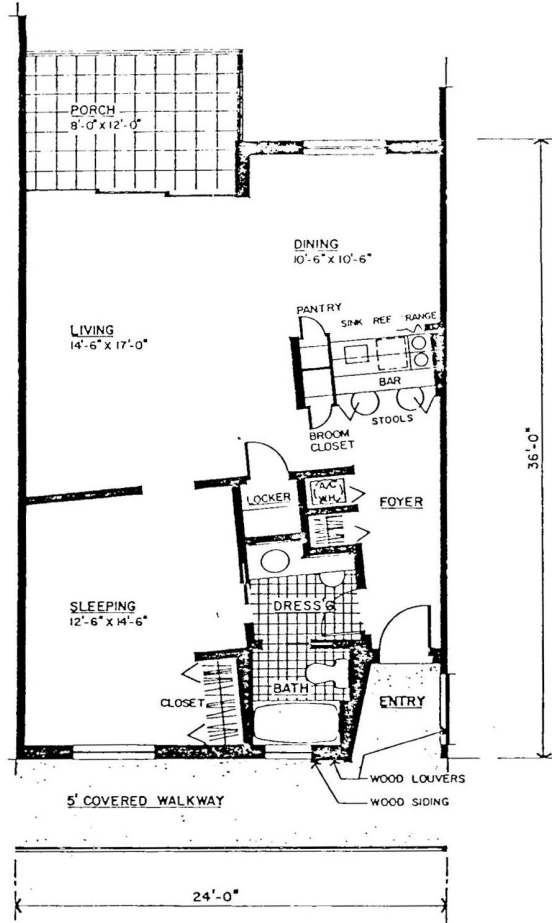 PORCH
8'-0" X 12'-0"
DINING
10'-6" X 10'-6"
PANTRY
SINK REF RANGE
LIVING
14'-6" X 17'-0"
BAR
STOOLS
BROOM
CLOSET
36'-0"
LOCKER
A/C
W.H.
FOYER
SLEEPING
12'-6" X 14'-6"
DRESS'G
BATH
CLOSET
ENTRY
WOOD LOUVERS
WOOD SIDING
5' COVERED WALKWAY
24'-0"